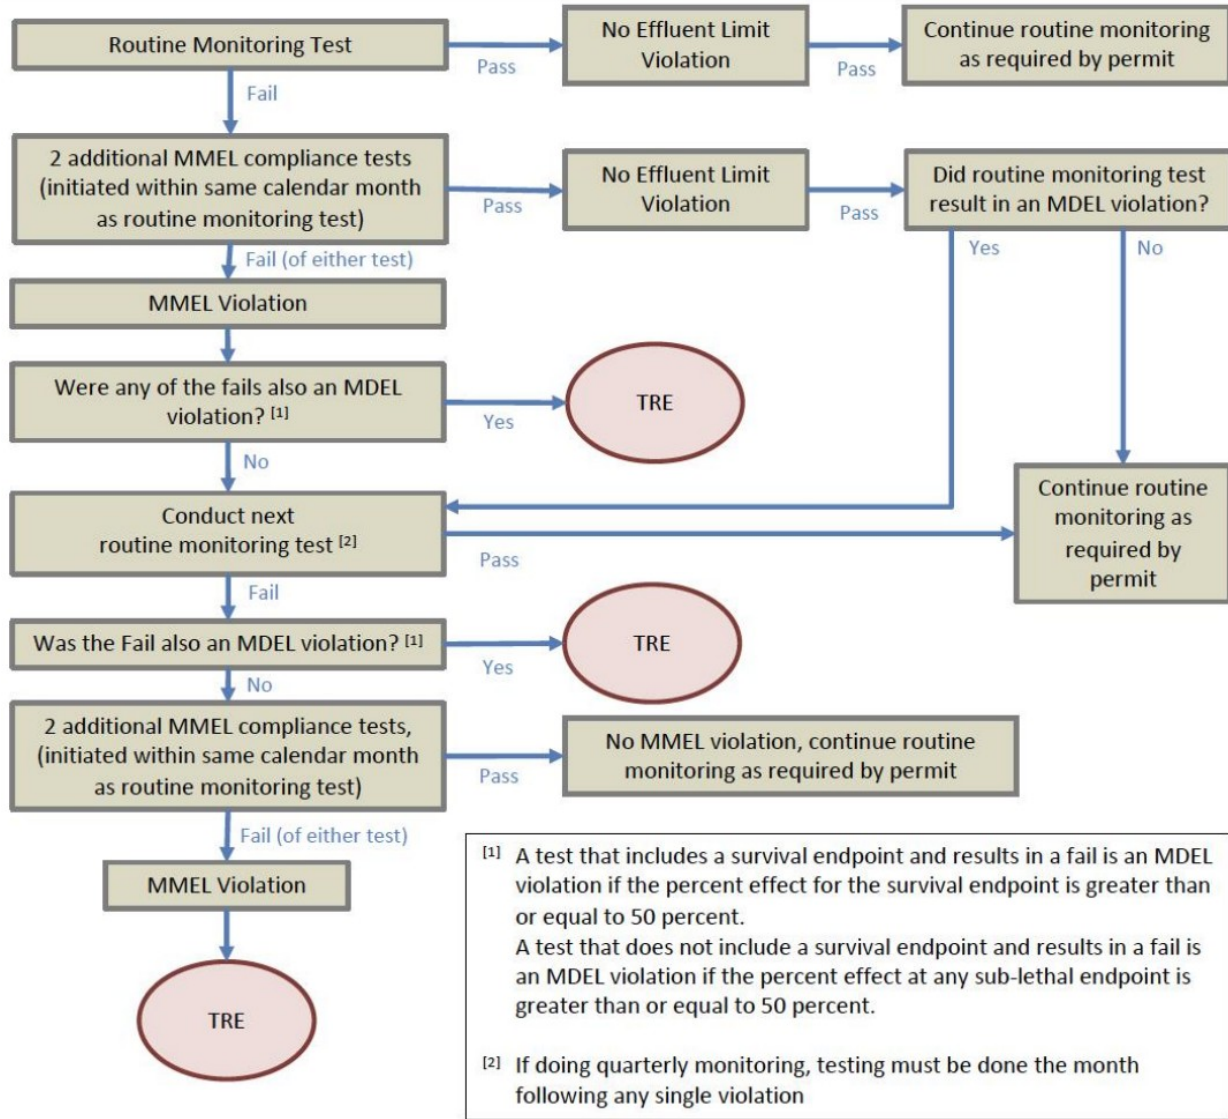 Routine Monitoring Test
Pass
No Effluent Limit
Violation
Pass
Continue routine monitoring
as required by permit
Fail
2 additional MMEL compliance tests
(initiated within same calendar month
as routine monitoring test)
Pass
No Effluent Limit
Violation
Pass
Did routine monitoring test
result in an MDEL violation?
Fail (of either test)
Yes
No
MMEL Violation
Were any of the fails also an MDEL
violation? [1]
Yes
TRE
No
Conduct next
routine monitoring test [2]
Pass
Continue routine
monitoring as
required by
permit
Fail
Was the Fail also an MDEL violation? [1]
Yes
TRE
No
2 additional MMEL compliance tests,
(initiated within same calendar month
as routine monitoring test)
Pass
No MMEL violation, continue routine
monitoring as required by permit
Fail (of either test)
MMEL Violation
TRE
[1] A test that includes a survival endpoint and results in a fail is an MDEL
violation if the percent effect for the survival endpoint is greater than
or equal to 50 percent.
A test that does not include a survival endpoint and results in a fail is
an MDEL violation if the percent effect at any sub-lethal endpoint is
greater than or equal to 50 percent.
[2] If doing quarterly monitoring, testing must be done the month
following any single violation